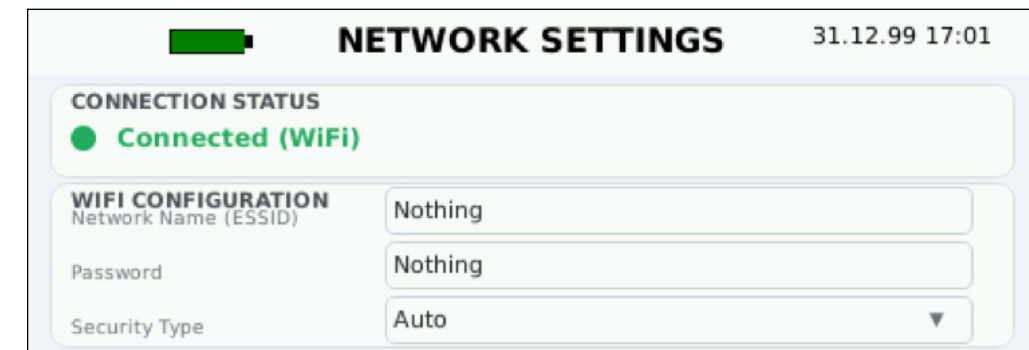 NETWORK SETTINGS 31.12.99 17:01
CONNECTION STATUS
Connected (WiFi)
WIFI CONFIGURATION
Network Name (ESSID) Nothing
Password Nothing
Security Type Auto